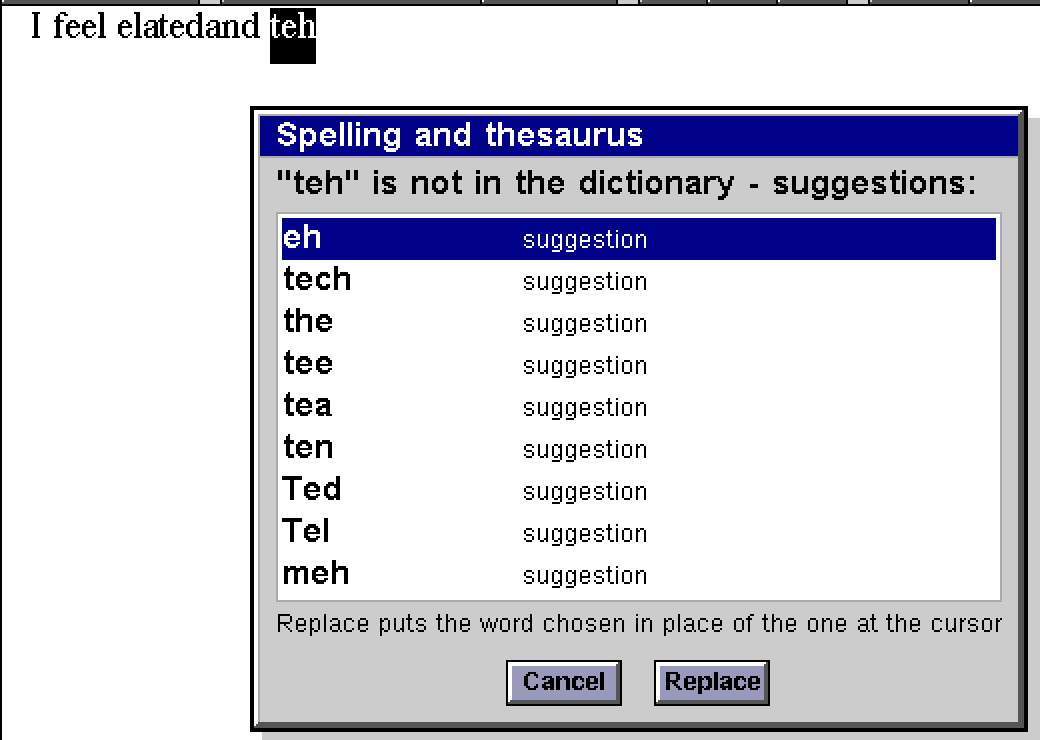 I feel elatedand teh
Spelling and thesaurus
"teh" is not in the dictionary - suggestions:
eh suggestion
tech suggestion
the suggestion
tee suggestion
tea suggestion
ten suggestion
Ted suggestion
Tel suggestion
meh suggestion
Replace puts the word chosen in place of the one at the cursor
Cancel Replace